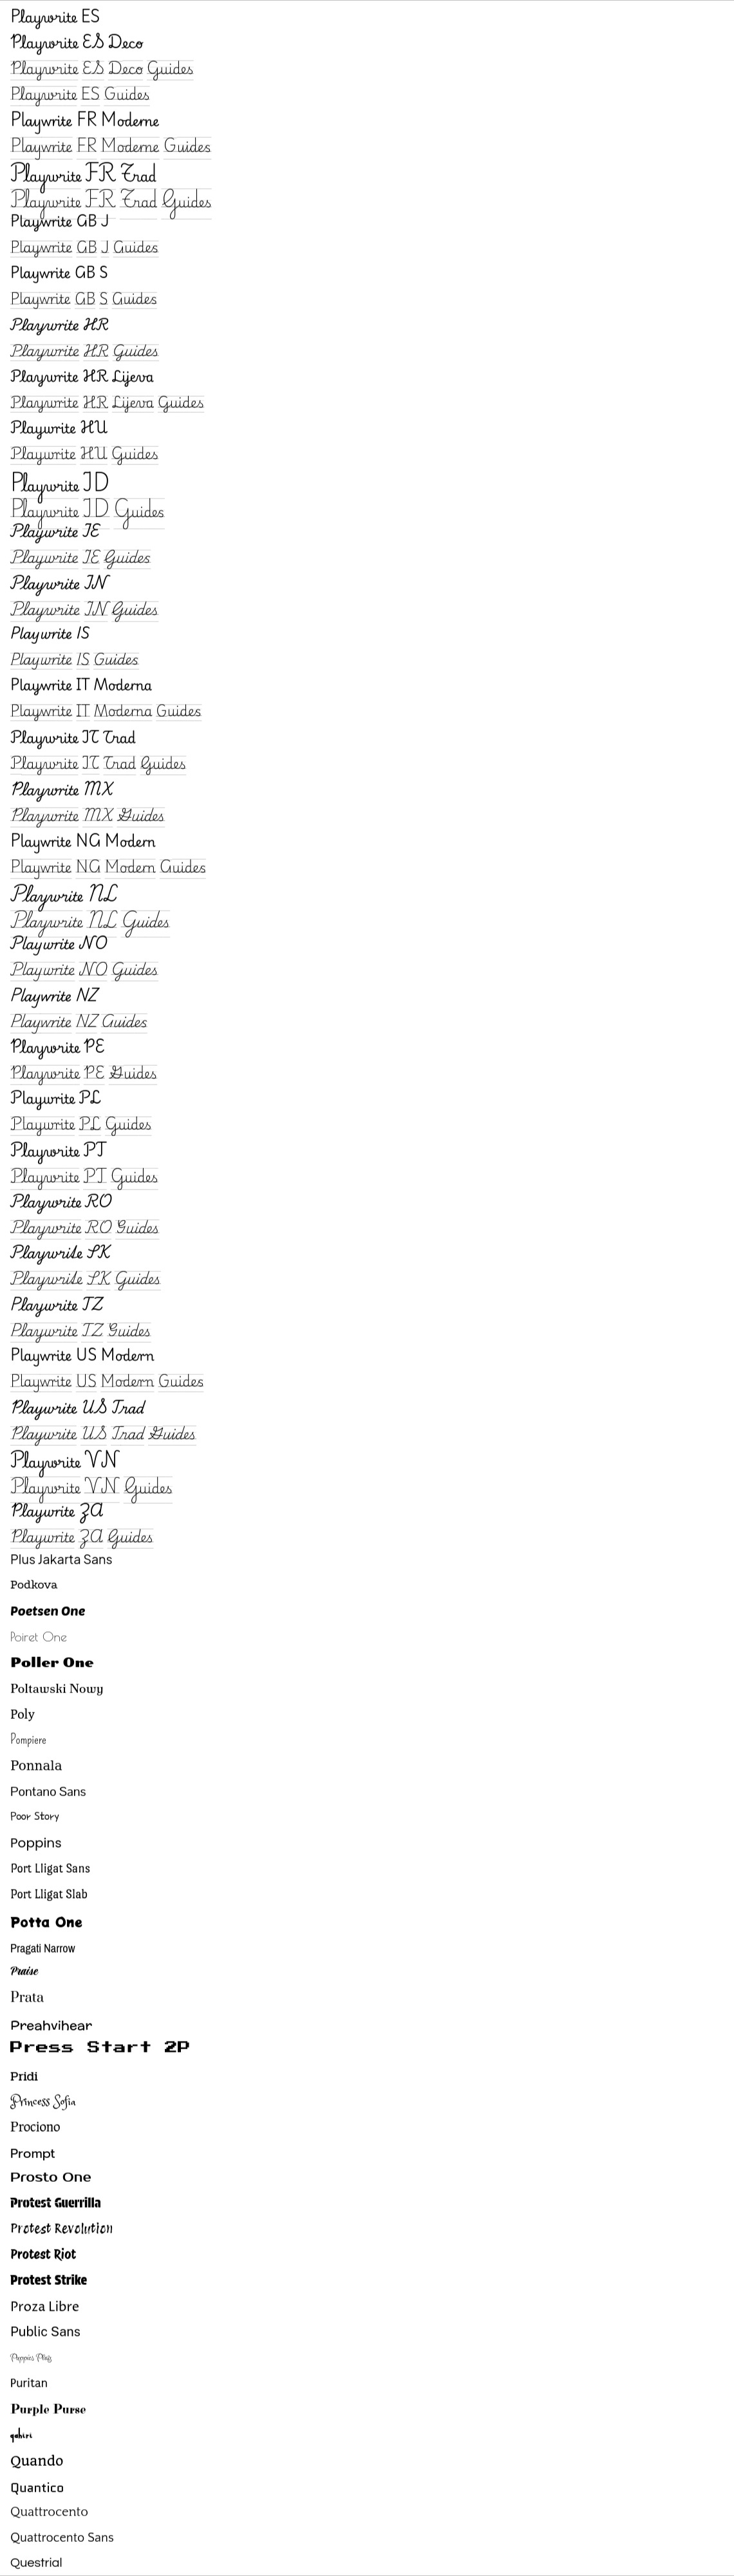 Playwrite ES
Playwrite ES Deco
Playwrite ES Deco Guides
Playwrite ES Guides
Playwrite FR Moderne
Playwrite FR Moderne Guides
Playwrite FR Trad
Playwrite FR Trad Guides
Playwrite GB J
Playwrite GB J Guides
Playwrite GB S
Playwrite GB S Guides
Playwrite HR
Playwrite HR Guides
Playwrite HR Lijeva
Playwrite HR Lijeva Guides
Playwrite HU
Playwrite HU Guides
Playwrite ID
Playwrite ID Guides
Playwrite IE
Playwrite IE Guides
Playwrite IN
Playwrite IN Guides
Playwrite IS
Playwrite IS Guides
Playwrite IT Moderna
Playwrite IT Moderna Guides
Playwrite IT Trad
Playwrite IT Trad Guides
Playwrite MX
Playwrite MX Guides
Playwrite NG Modern
Playwrite NG Modern Guides
Playwrite NL
Playwrite NL Guides
Playwrite NO
Playwrite NO Guides
Playwrite NZ
Playwrite NZ Guides
Playwrite PE
Playwrite PE Guides
Playwrite PL
Playwrite PL Guides
Playwrite PT
Playwrite PT Guides
Playwrite RO
Playwrite RO Guides
Playwrite SK
Playwrite SK Guides
Playwrite TZ
Playwrite TZ Guides
Playwrite US Modern
Playwrite US Modern Guides
Playwrite US Trad
Playwrite US Trad Guides
Playwrite VN
Playwrite VN Guides
Playwrite ZA
Playwrite ZA Guides
Plus Jakarta Sans
Podkova
Poetsen One
Poiret One
Poller One
Poltawski Nowy
Poly
Pompiere
Ponnala
Pontano Sans
Poor Story
Poppins
Port Lligat Sans
Port Lligat Slab
Potta One
Pragati Narrow
Praise
Prata
Preahvihear
Press Start 2P
Pridi
Princess Sofia
Prociono
Prompt
Prosto One
Protest Guerrilla
Protest Revolution
Protest Riot
Protest Strike
Proza Libre
Public Sans
Puppies Play
Puritan
Purple Purse
qahiri
Quando
Quantico
Quattrocento
Quattrocento Sans
Questrial